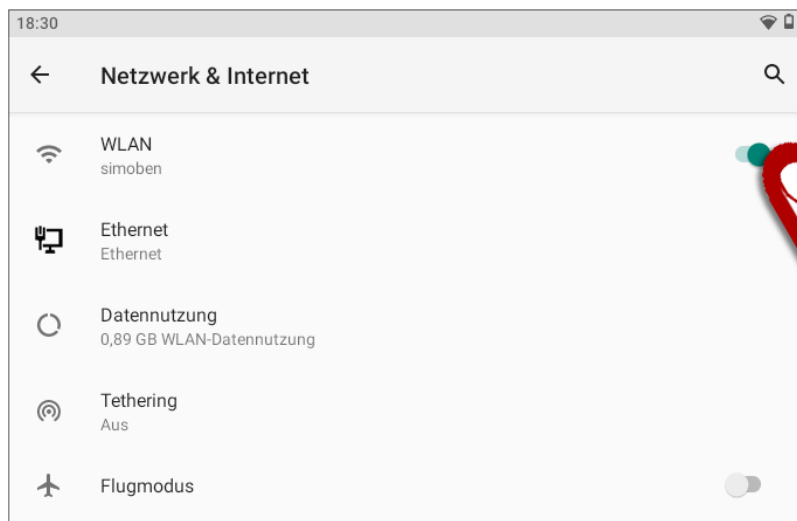 18:30
Netzwerk & Internet
WLAN
simoben
Ethernet
Ethernet
Datennutzung
0,89 GB WLAN-Datennutzung
Tethering
Aus
Flugmodus